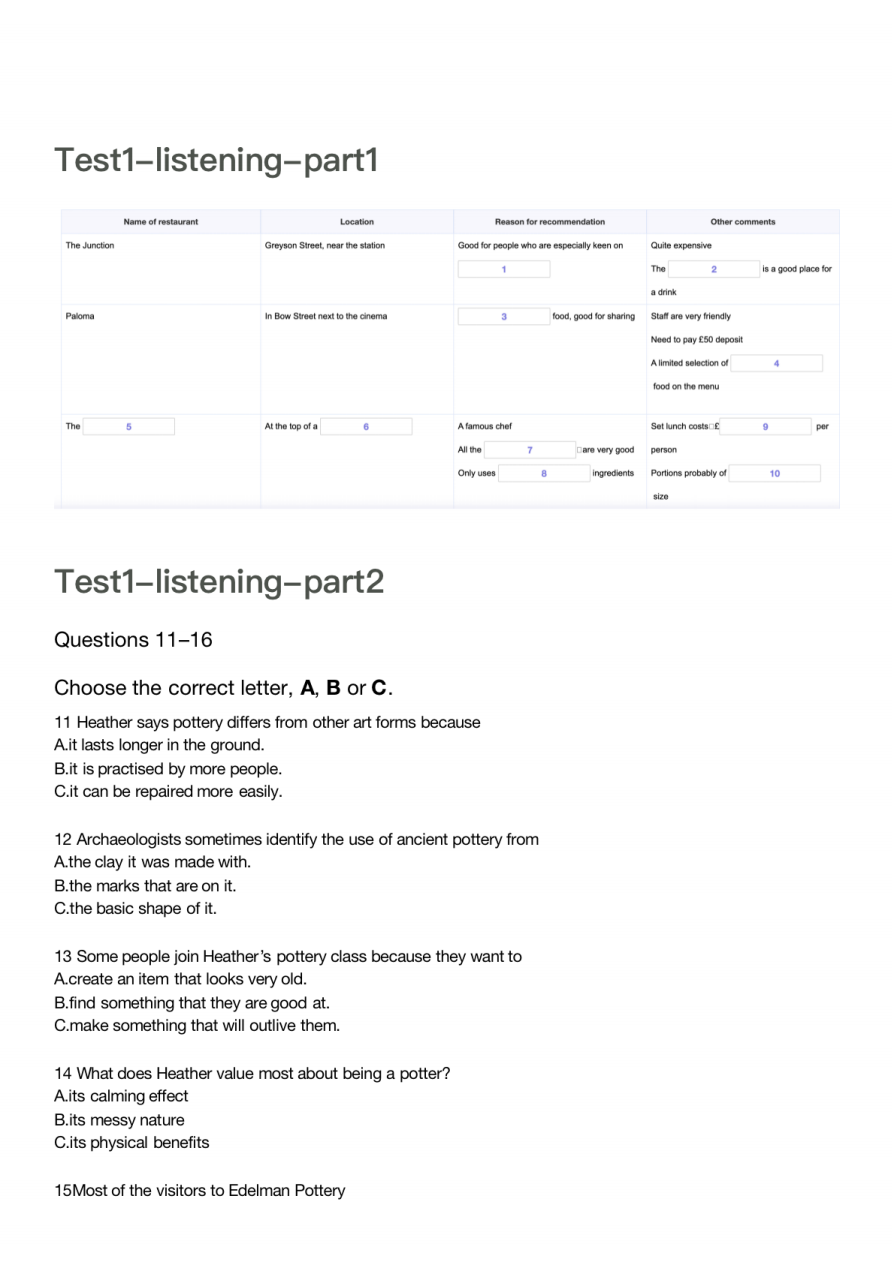 Test1–listening–part1
Name of restaurant Location Reason for recommendation Other comments
The Junction Greyson Street, near the station Good for people who are especially keen on Quite expensive
1 The 2 is a good place for
a drink
Paloma In Bow Street next to the cinema 3 food, good for sharing Staff are very friendly
Need to pay £50 deposit
A limited selection of 4
food on the menu
The 5 At the top of a 6 A famous chef Set lunch costs□£ 9 per
All the 7 □are very good person
Only uses 8 ingredients Portions probably of 10
size
Test1–listening–part2
Questions 11–16
Choose the correct letter, A, B or C.
11 Heather says pottery differs from other art forms because
A.it lasts longer in the ground.
B.it is practised by more people.
C.it can be repaired more easily.
12 Archaeologists sometimes identify the use of ancient pottery from
A.the clay it was made with.
B.the marks that are on it.
C.the basic shape of it.
13 Some people join Heather’s pottery class because they want to
A.create an item that looks very old.
B.find something that they are good at.
C.make something that will outlive them.
14 What does Heather value most about being a potter?
A.its calming effect
B.its messy nature
C.its physical benefits
15Most of the visitors to Edelman Pottery